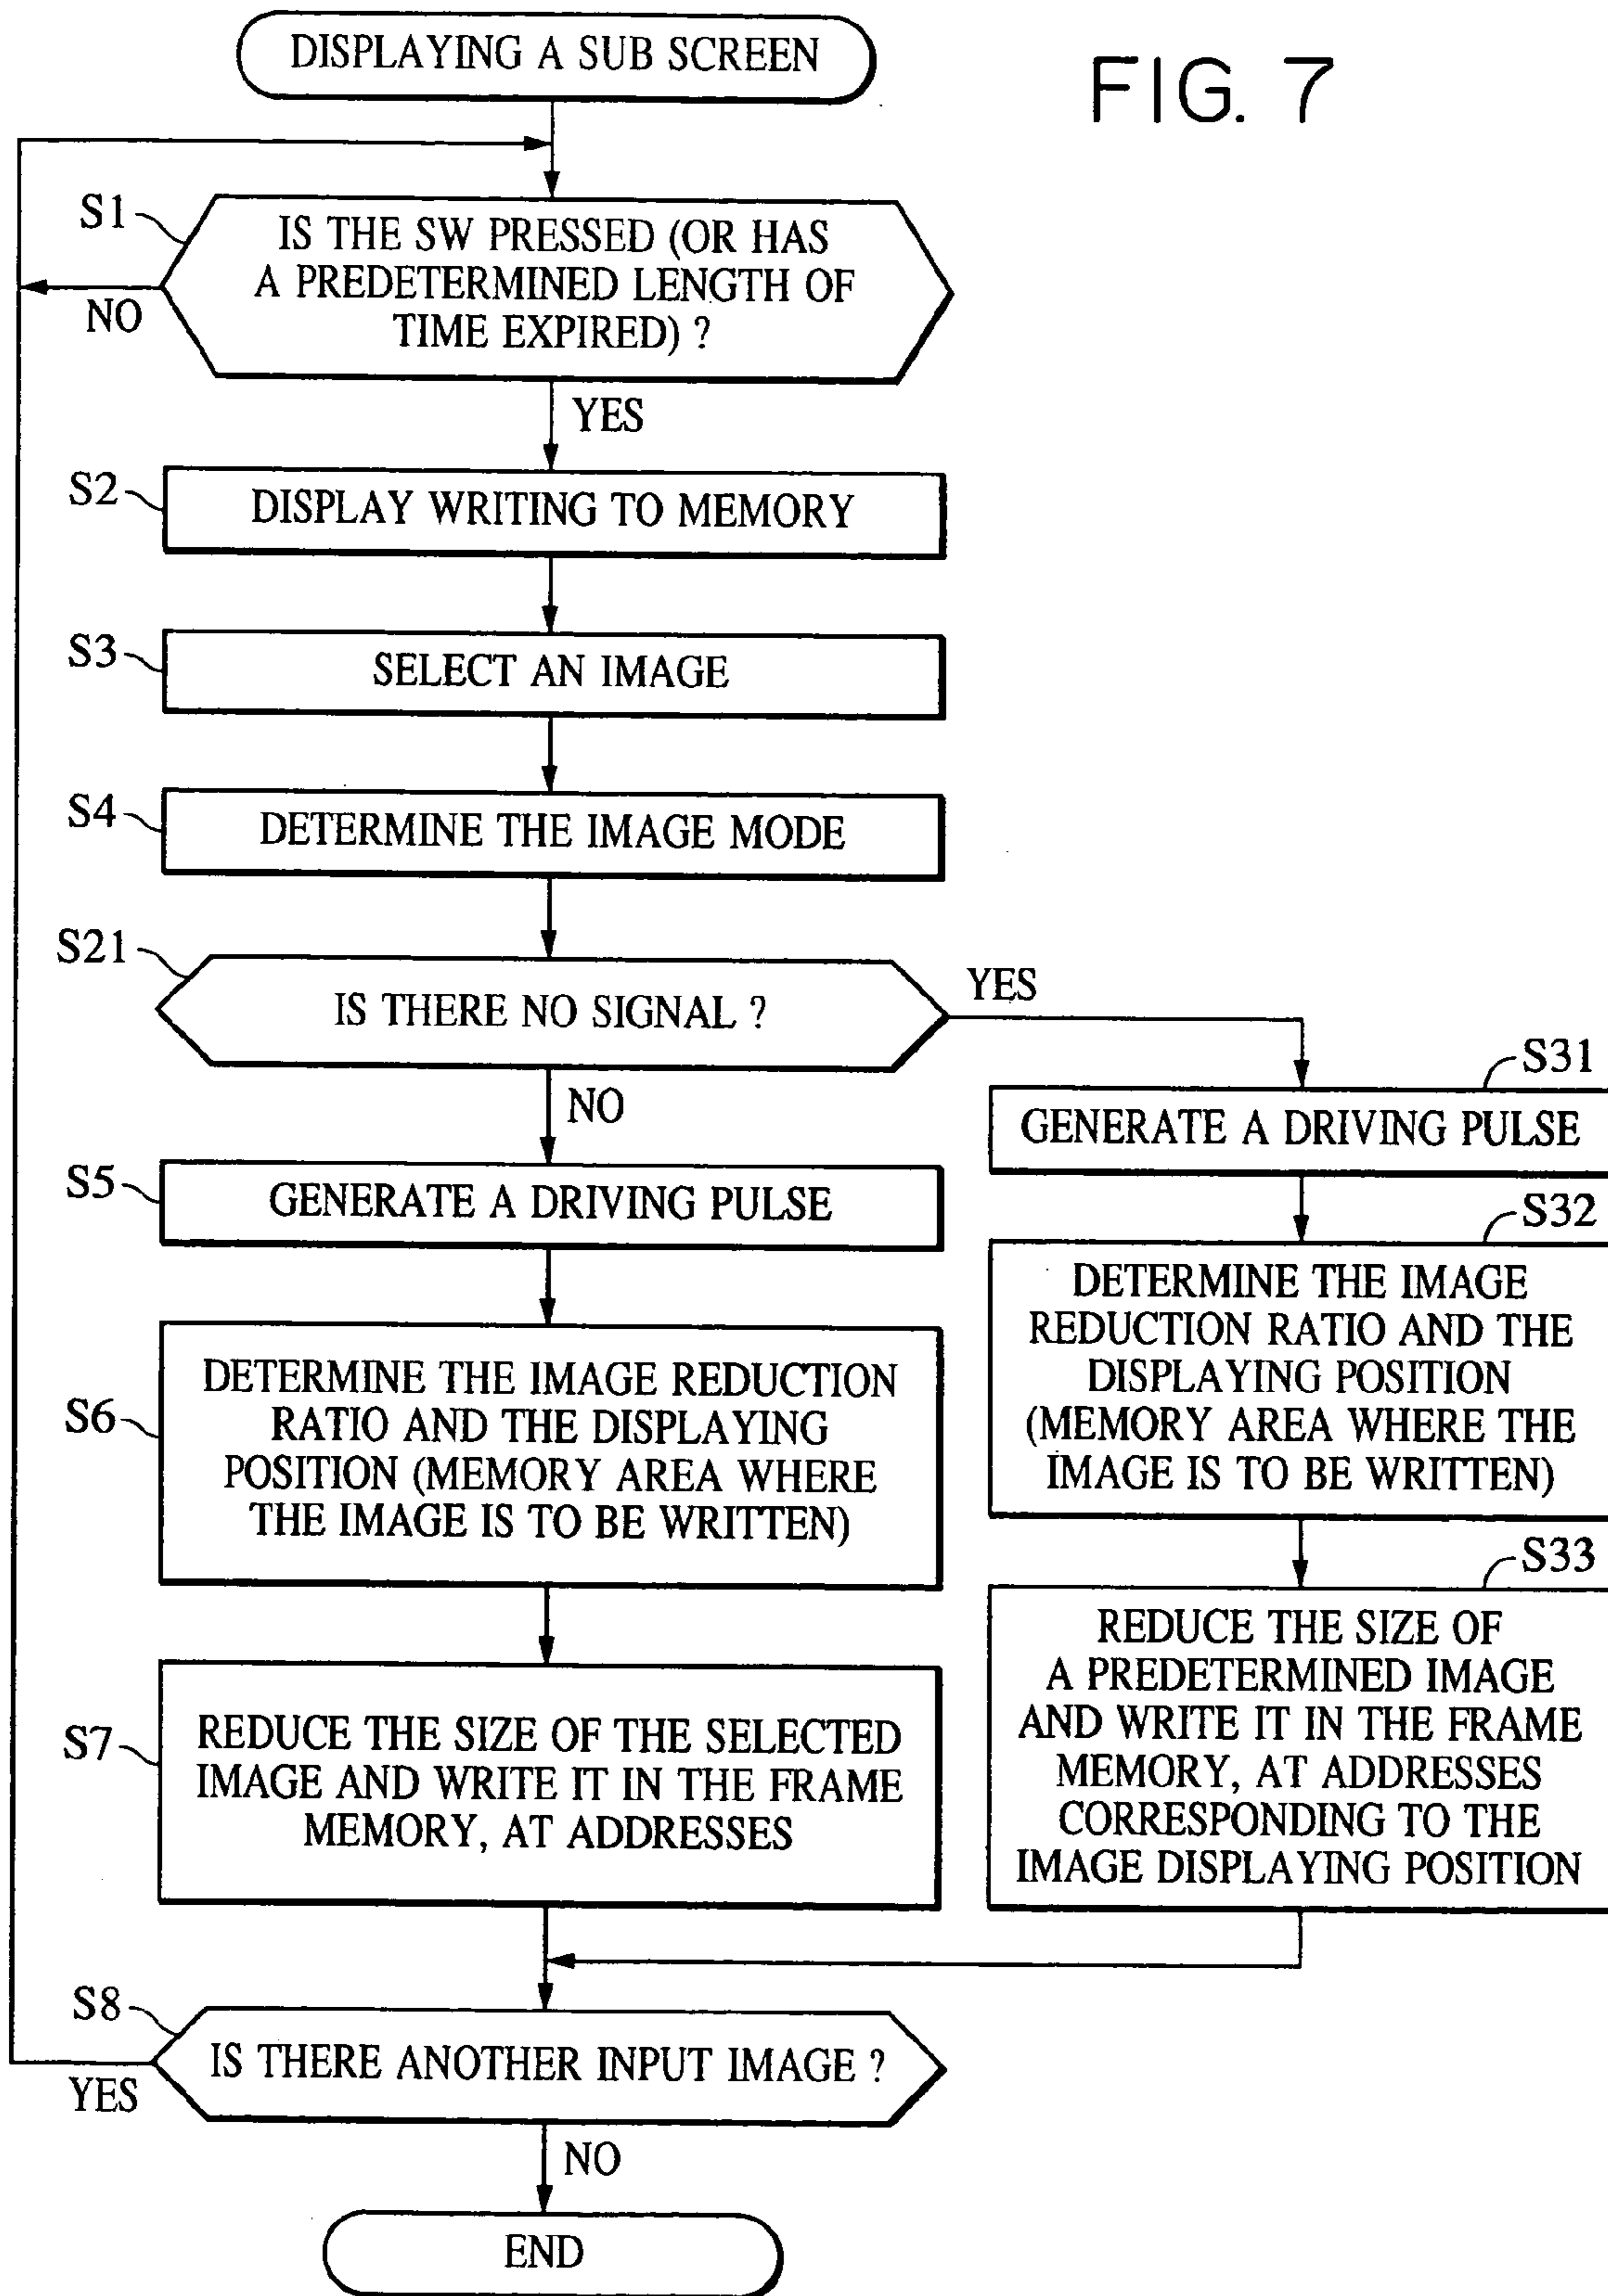 DISPLAYING A SUB SCREEN
FIG. 7
S1
IS THE SW PRESSED (OR HAS
A PREDETERMINED LENGTH OF
TIME EXPIRED) ?
NO
YES
S2
DISPLAY WRITING TO MEMORY
S3
SELECT AN IMAGE
S4
DETERMINE THE IMAGE MODE
S21
IS THERE NO SIGNAL ?
YES
NO
S5
GENERATE A DRIVING PULSE
S6
DETERMINE THE IMAGE REDUCTION
RATIO AND THE DISPLAYING
POSITION (MEMORY AREA WHERE
THE IMAGE IS TO BE WRITTEN)
S7
REDUCE THE SIZE OF THE SELECTED
IMAGE AND WRITE IT IN THE FRAME
MEMORY, AT ADDRESSES
S31
GENERATE A DRIVING PULSE
S32
DETERMINE THE IMAGE
REDUCTION RATIO AND THE
DISPLAYING POSITION
(MEMORY AREA WHERE THE
IMAGE IS TO BE WRITTEN)
S33
REDUCE THE SIZE OF
A PREDETERMINED IMAGE
AND WRITE IT IN THE FRAME
MEMORY, AT ADDRESSES
CORRESPONDING TO THE
IMAGE DISPLAYING POSITION
S8
IS THERE ANOTHER INPUT IMAGE ?
YES
NO
END